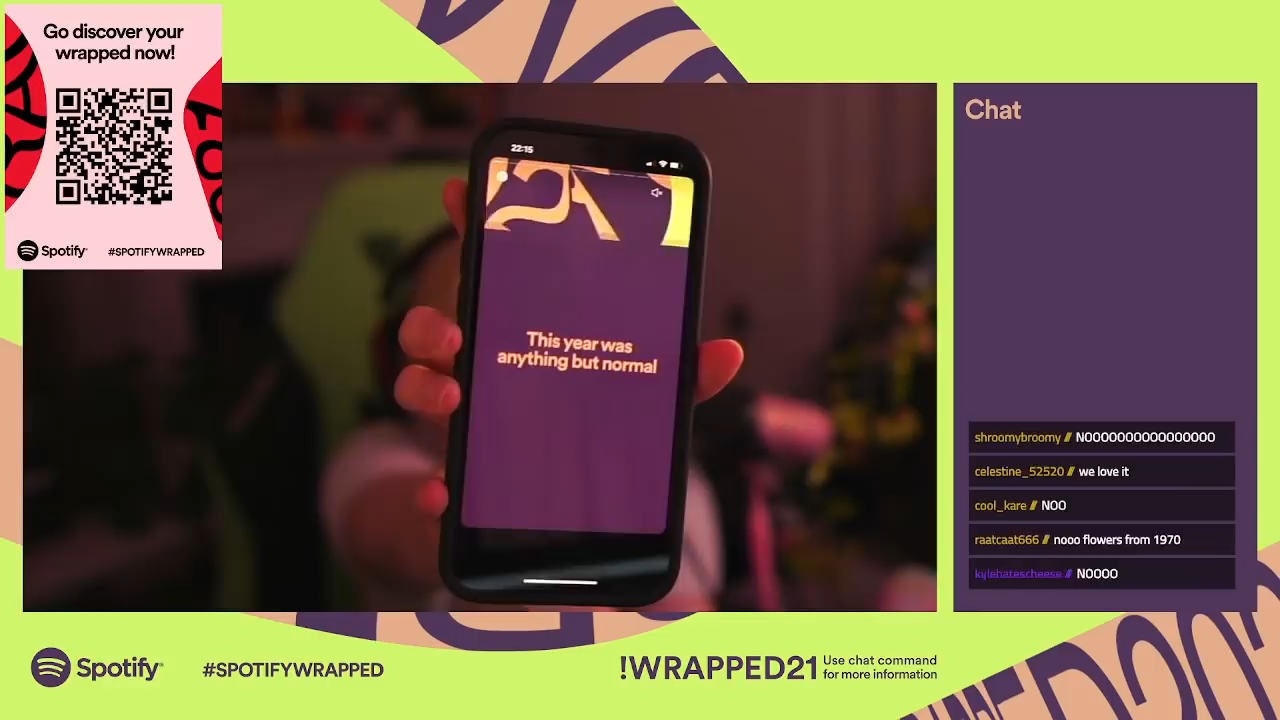 Go discover your
wrapped now!
Spotify
#SPOTIFYWRAPPED
Chat
22:15
This year was
anything but normal
shroomybroomy // NOOOOOOOOOOOOOOOO
celestine_52520 // we love it
cool_kare // NOO
raatcaat666 // nooo flowers from 1970
kylehatescheese // NOOOO
Spotify
#SPOTIFYWRAPPED
!WRAPPED21
Use chat command
for more information